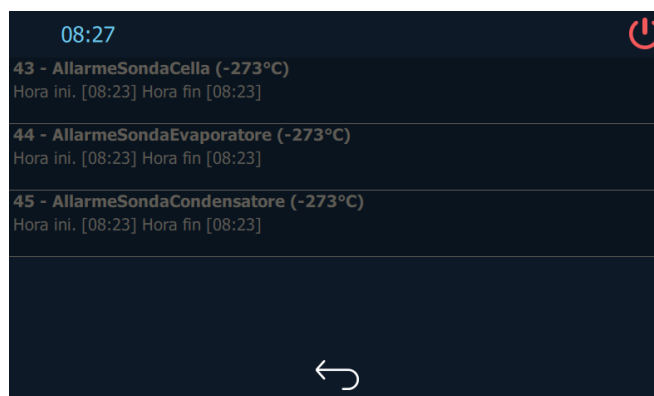 08:27
43 - AllarmeSondaCella (-273°C)
Hora ini. [08:23] Hora fin [08:23]
44 - AllarmeSondaEvaporatore (-273°C)
Hora ini. [08:23] Hora fin [08:23]
45 - AllarmeSondaCondensatore (-273°C)
Hora ini. [08:23] Hora fin [08:23]